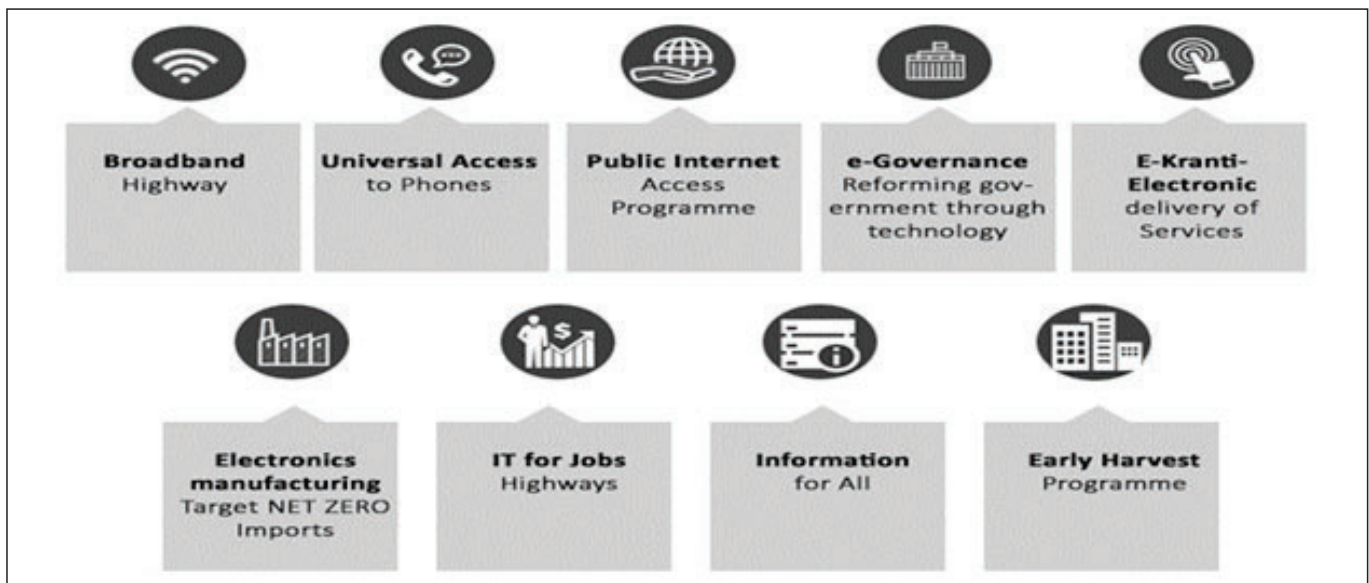 Broadband
Highway
Universal Access
to Phones
Public Internet
Access
Programme
e-Governance
Reforming gov-
ernment through
technology
E-Kranti-
Electronic
delivery of
Services
Electronics
manufacturing
Target NET ZERO
Imports
IT for Jobs
Highways
Information
for All
Early Harvest
Programme